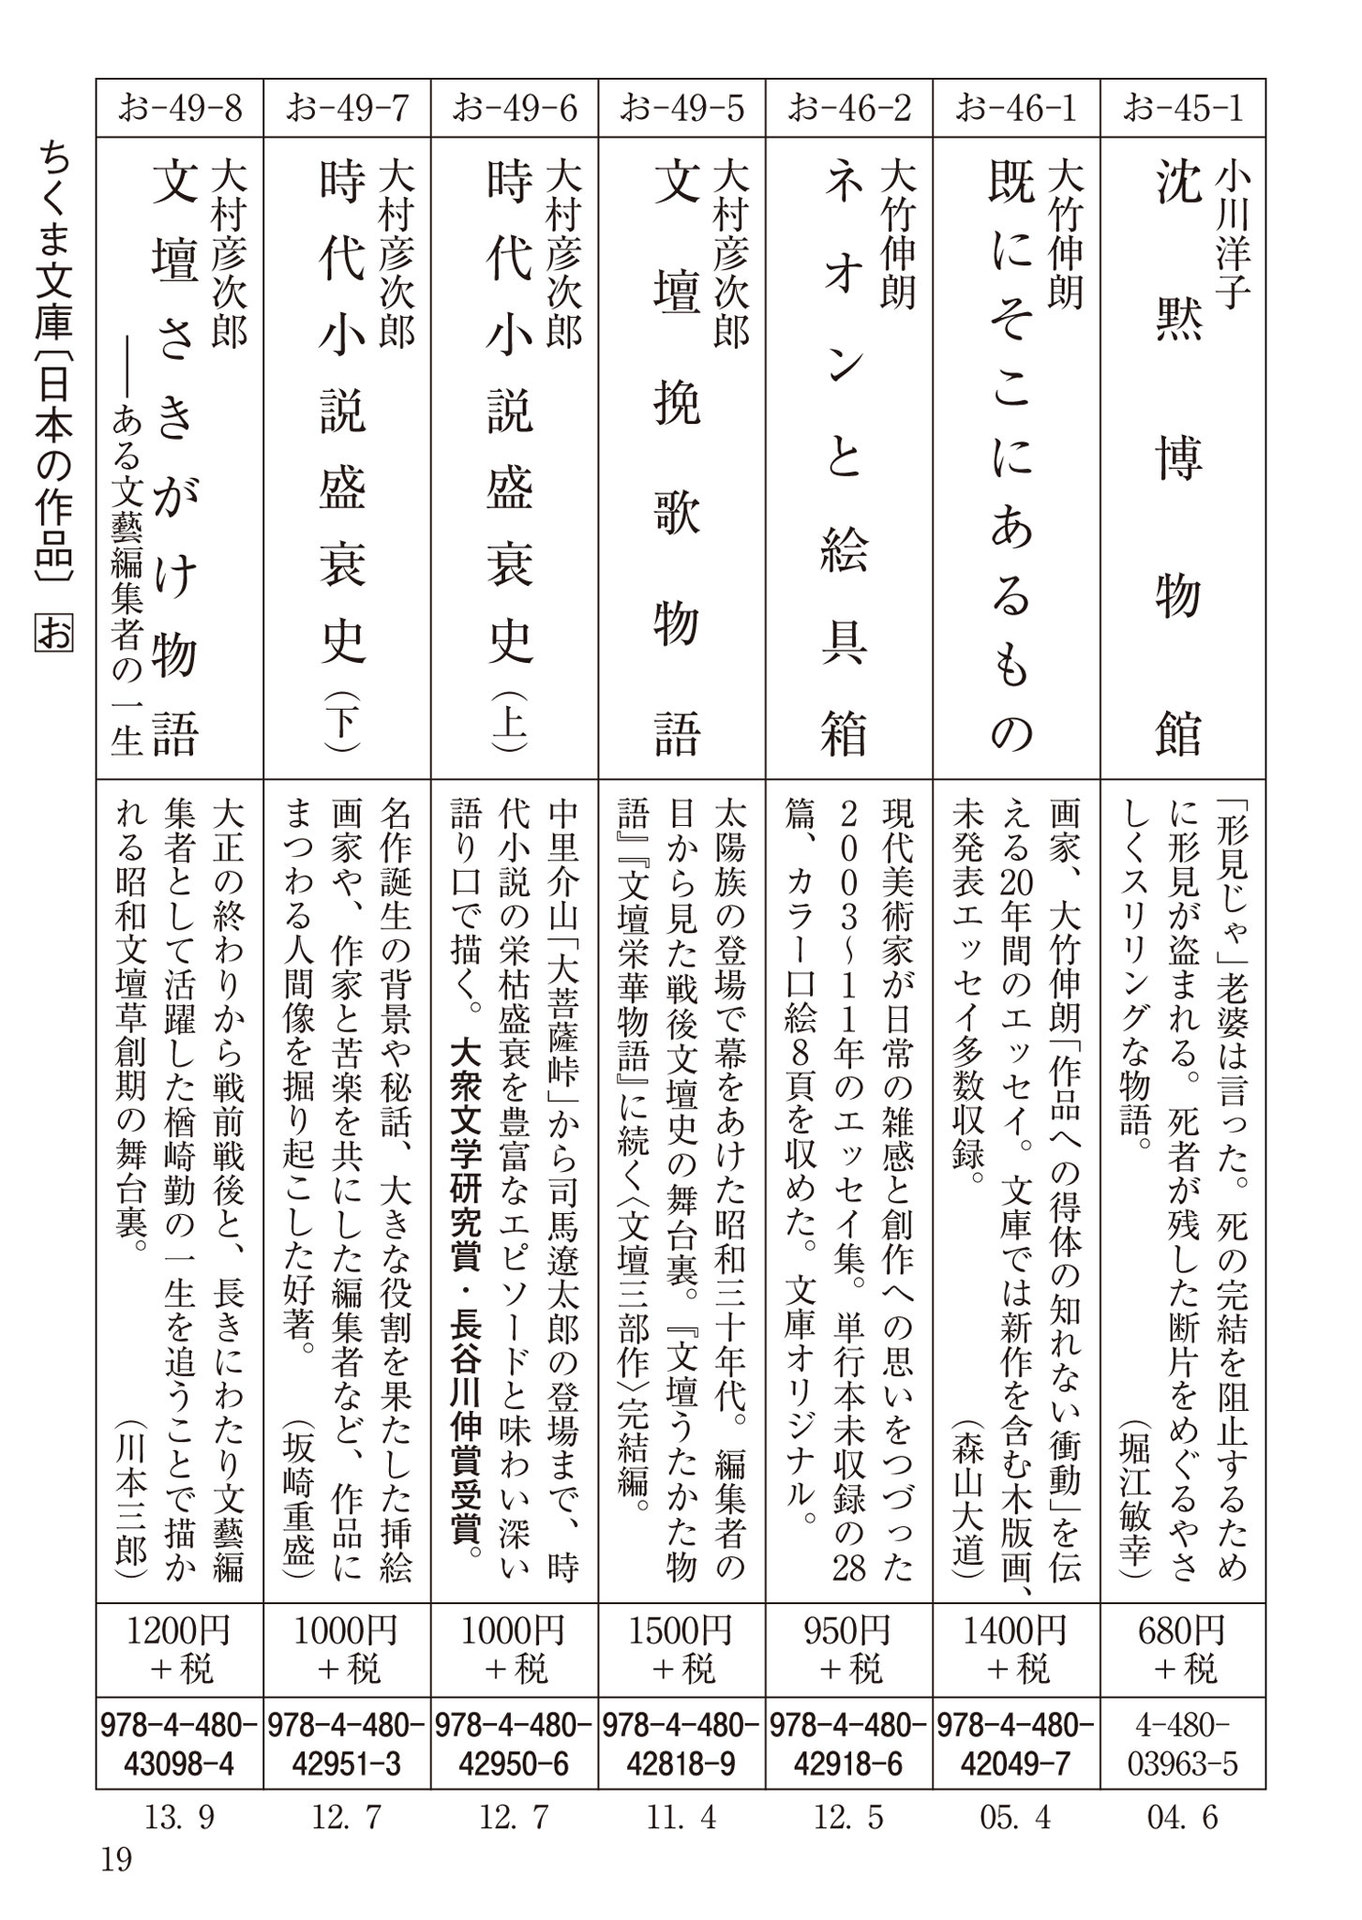 お-45-1
小川洋子
沈黙博物館
「形見じゃ」老婆は言った。死の完結を阻止するため
に形見が盗まれる。死者が残した断片をめぐるやさ
しくスリリングな物語。
（堀江敏幸）
680円
＋税
4-480-
03963-5
04. 6
お-46-1
大竹伸朗
既にそこにあるもの
画家、大竹伸朗「作品への得体の知れない衝動」を伝
える20年間のエッセイ。文庫では新作を含む木版画、
未発表エッセイ多数収録。
（森山大道）
1400円
＋税
978-4-480-
42049-7
05. 4
お-46-2
大竹伸朗
ネオンと絵具箱
現代美術家が日常の雑感と創作への思いをつづった
2003〜11年のエッセイ集。単行本未収録の28
篇、カラー口絵8頁を収めた。文庫オリジナル。
950円
＋税
978-4-480-
42918-6
12. 5
お-49-5
大村彦次郎
文壇挽歌物語
太陽族の登場で幕をあけた昭和三十年代。編集者の
目から見た戦後文壇史の舞台裏。『文壇うたかた物
語』『文壇栄華物語』に続く〈文壇三部作〉完結編。
1500円
＋税
978-4-480-
42818-9
11. 4
お-49-6
大村彦次郎
時代小説盛衰史（上）
中里介山「大菩薩峠」から司馬遼太郎の登場まで、時
代小説の栄枯盛衰を豊富なエピソードと味わい深い
語り口で描く。大衆文学研究賞・長谷川伸賞受賞。
1000円
＋税
978-4-480-
42950-6
12. 7
お-49-7
大村彦次郎
時代小説盛衰史（下）
名作誕生の背景や秘話、大きな役割を果たした挿絵
画家や、作家と苦楽を共にした編集者など、作品に
まつわる人間像を掘り起こした好著。
（坂崎重盛）
1000円
＋税
978-4-480-
42951-3
12. 7
お-49-8
大村彦次郎
文壇さきがけ物語
――ある文藝編集者の一生
大正の終わりから戦前戦後と、長きにわたり文藝編
集者として活躍した楢崎勤の一生を追うことで描か
れる昭和文壇草創期の舞台裏。
（川本三郎）
1200円
＋税
978-4-480-
43098-4
13. 9
ちくま文庫〔日本の作品〕 お
19